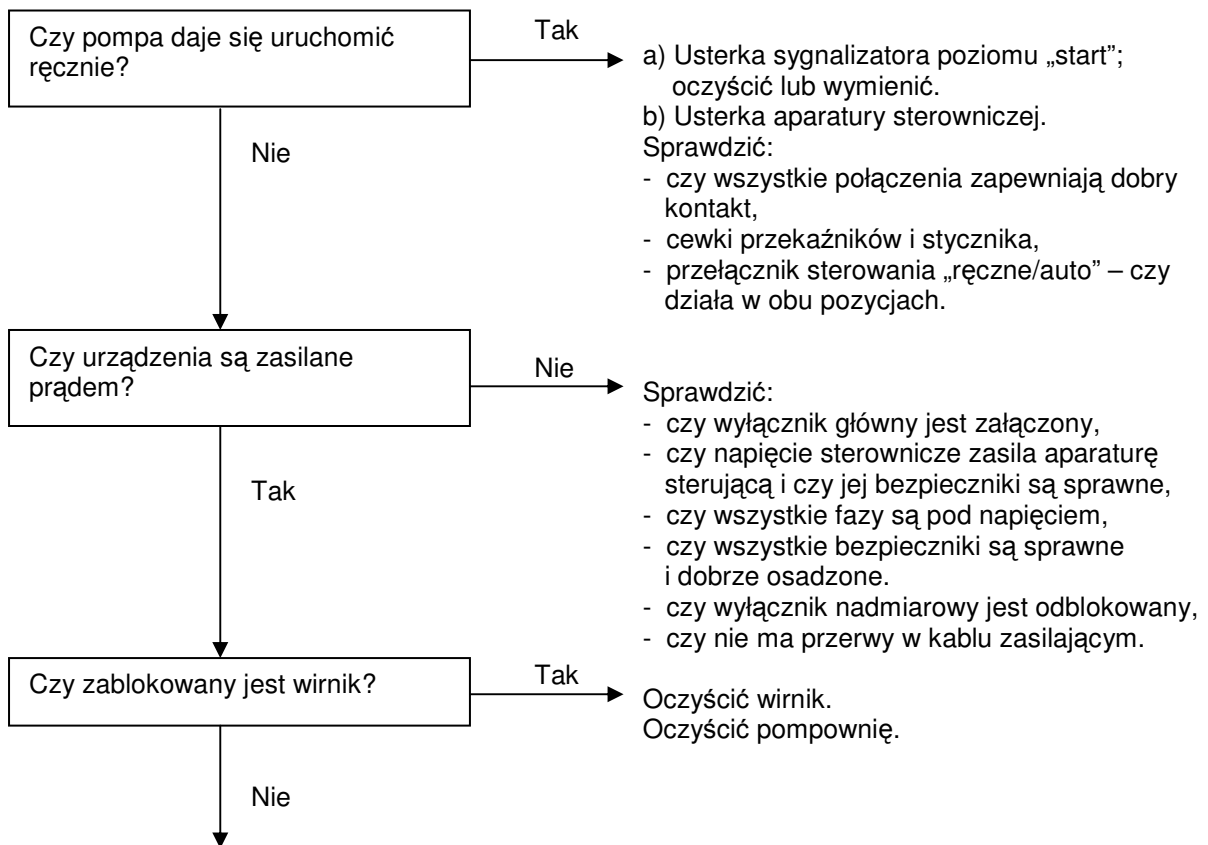 Czy pompa daje się uruchomić
ręcznie?
Tak
a) Usterka sygnalizatora poziomu „start”;
oczyścić lub wymienić.
b) Usterka aparatury sterowniczej.
Sprawdzić:
- czy wszystkie połączenia zapewniają dobry
kontakt,
- cewki przekaźników i stycznika,
- przełącznik sterowania „ręczne/auto” – czy
działa w obu pozycjach.
Nie
Czy urządzenia są zasilane
prądem?
Nie
Sprawdzić:
- czy wyłącznik główny jest załączony,
- czy napięcie sterownicze zasila aparaturę
sterującą i czy jej bezpieczniki są sprawne,
- czy wszystkie fazy są pod napięciem,
- czy wszystkie bezpieczniki są sprawne
i dobrze osadzone.
- czy wyłącznik nadmiarowy jest odblokowany,
- czy nie ma przerwy w kablu zasilającym.
Tak
Czy zablokowany jest wirnik?
Tak
Oczyścić wirnik.
Oczyścić pompownię.
Nie